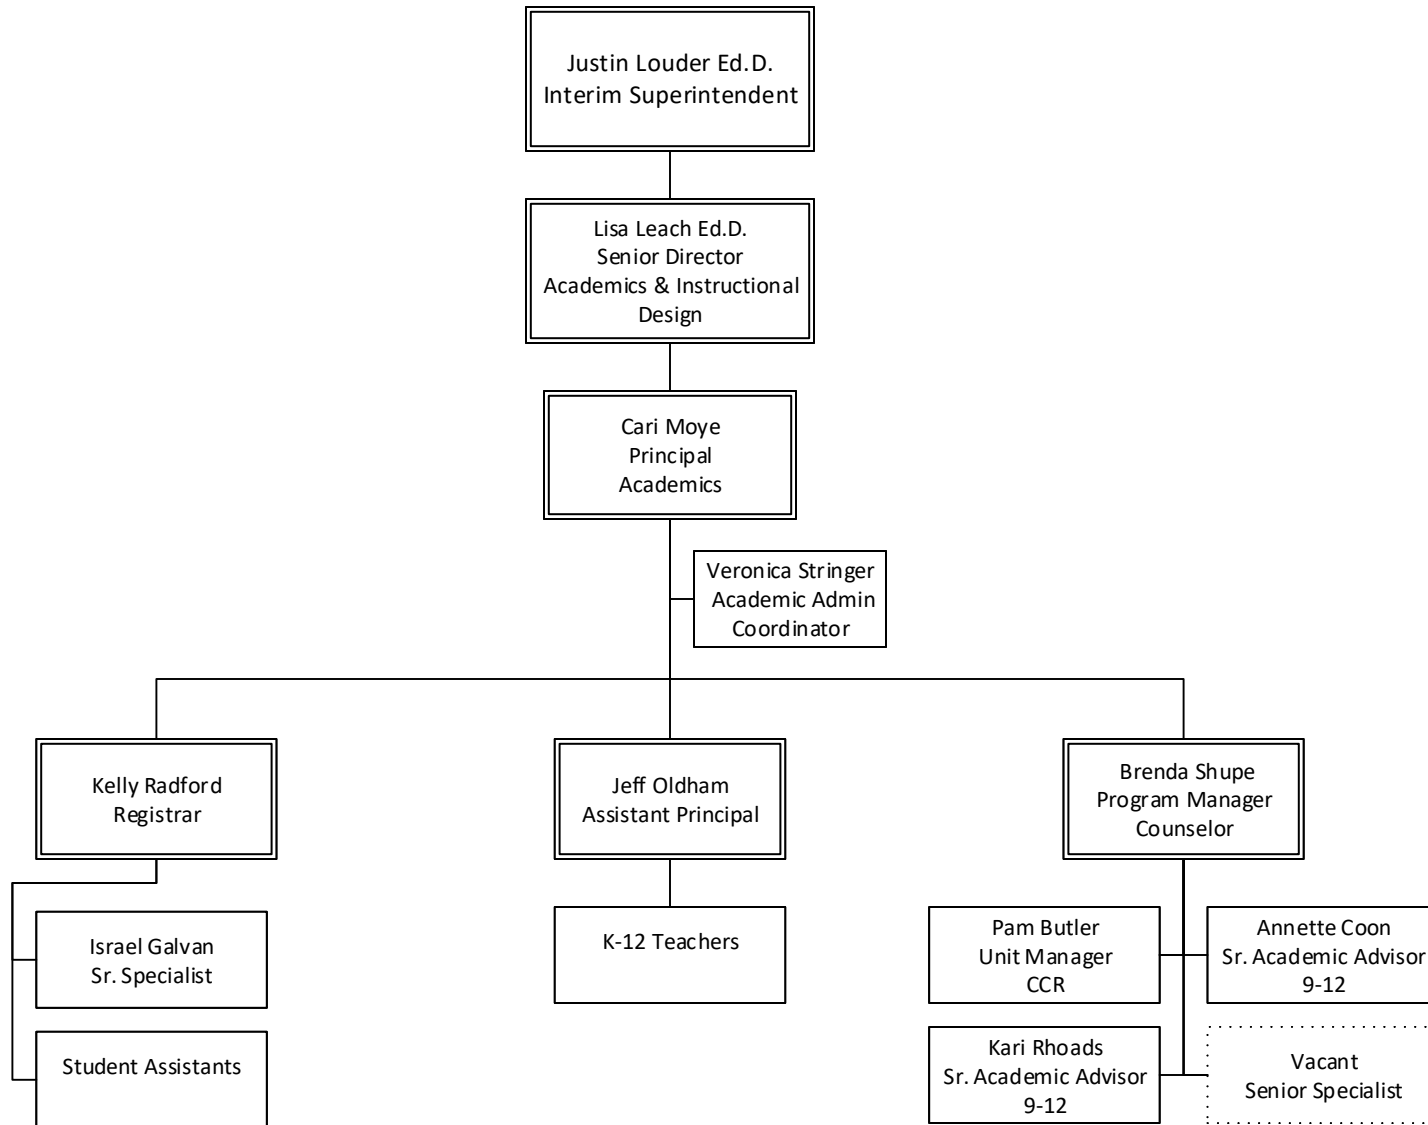 Justin Louder Ed.D.
Interim Superintendent
Lisa Leach Ed.D.
Senior Director
Academics & Instructional
Design
Cari Moye
Principal
Academics
Veronica Stringer
Academic Admin
Coordinator
Kelly Radford
Registrar
Jeff Oldham
Assistant Principal
Brenda Shupe
Program Manager
Counselor
Israel Galvan
Sr. Specialist
K-12 Teachers
Pam Butler
Unit Manager
CCR
Annette Coon
Sr. Academic Advisor
9-12
Student Assistants
Kari Rhoads
Sr. Academic Advisor
9-12
Vacant
Senior Specialist